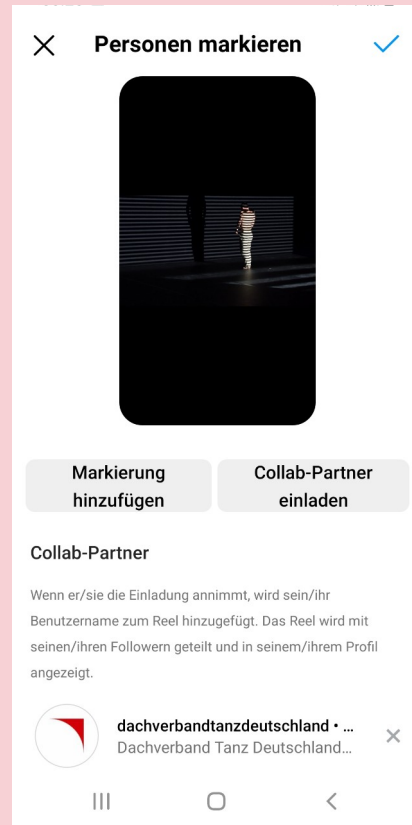 Personen markieren
Markierung
hinzufügen
Collab-Partner
einladen
Collab-Partner
Wenn er/sie die Einladung annimmt, wird sein/ihr
Benutzername zum Reel hinzugefügt. Das Reel wird mit
seinen/ihren Followern geteilt und in seinem/ihrem Profil
angezeigt.
dachverbandtanzdeutschland • ...
Dachverband Tanz Deutschland...